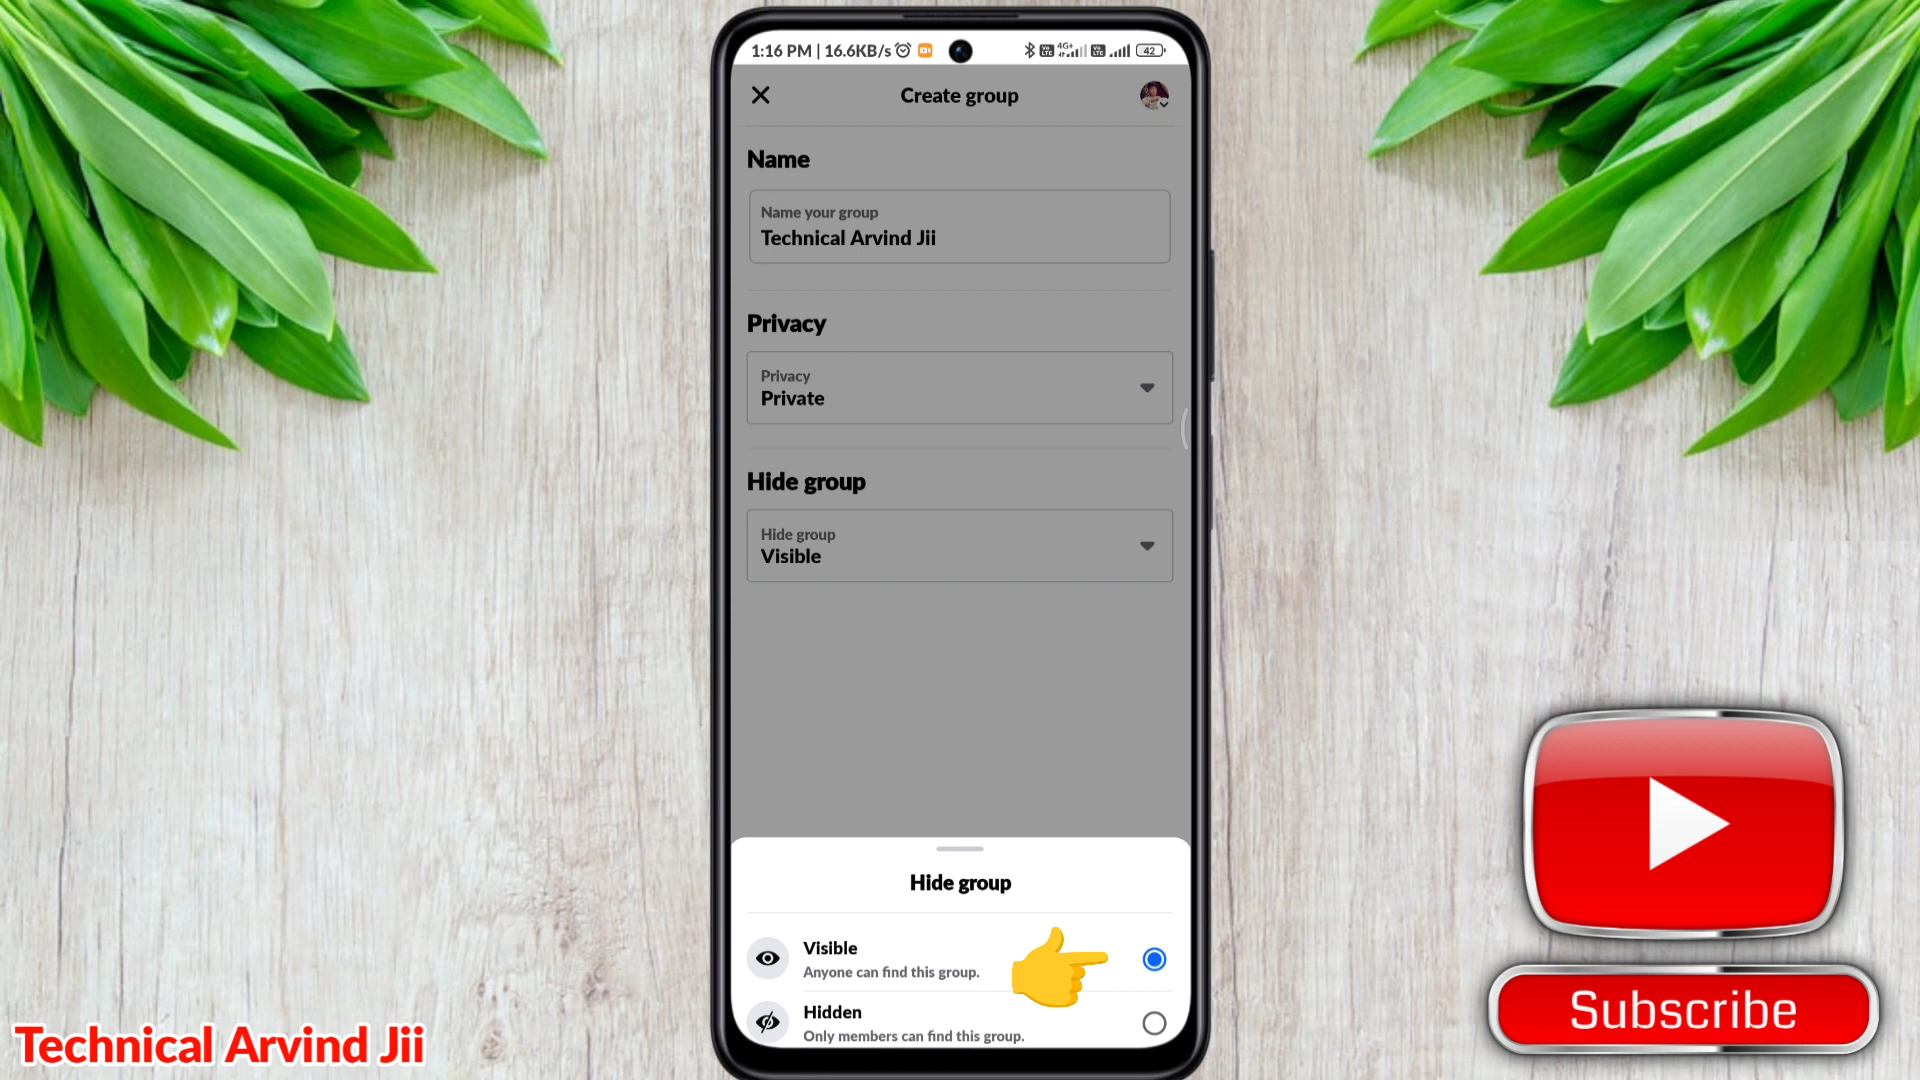 1:16 PM | 16.6KB/s 4G+ 42
Create group
Name
Name your group
Technical Arvind Jii
Privacy
Privacy
Private
Hide group
Hide group
Visible
Hide group
Visible
Anyone can find this group.
Hidden
Only members can find this group.
Technical Arvind Jii
Subscribe